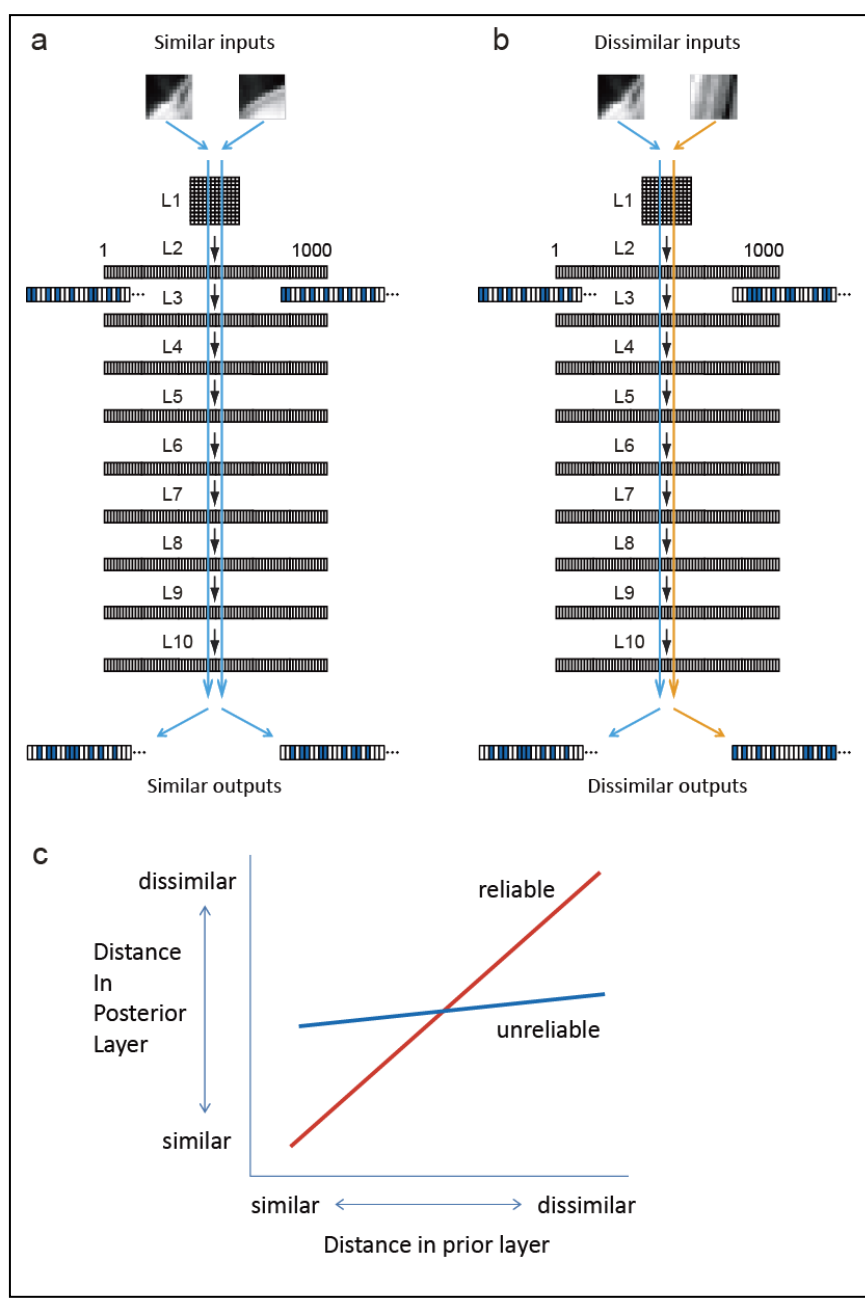 a
Similar inputs
L1
1
L2
1000
...
L3
...
L4
L5
L6
L7
L8
L9
L10
...
...
Similar outputs
b
Dissimilar inputs
L1
1
L2
1000
...
L3
...
L4
L5
L6
L7
L8
L9
L10
...
...
Dissimilar outputs
c
dissimilar
Distance
In
Posterior
Layer
similar
reliable
unreliable
similar
dissimilar
Distance in prior layer